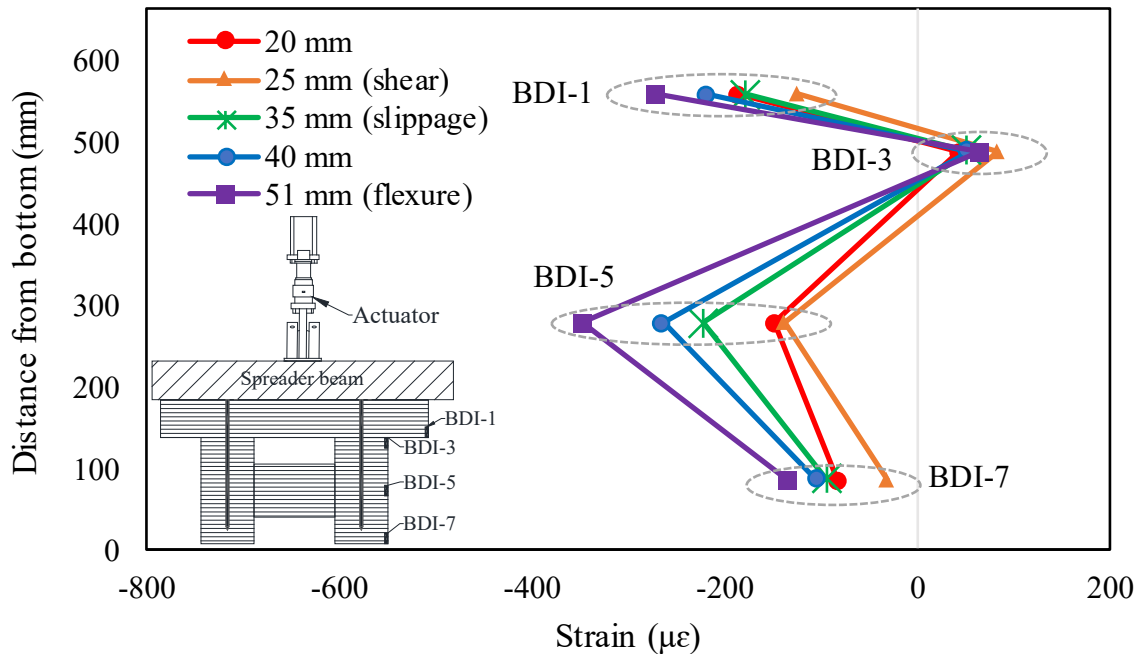 20 mm
25 mm (shear)
35 mm (slippage)
40 mm
51 mm (flexure)
BDI-1
BDI-3
BDI-5
BDI-7
Actuator
Spreader beam
BDI-1
BDI-3
BDI-5
BDI-7
Distance from bottom (mm)
600
500
400
300
200
100
0
-800
-600
-400
-200
0
200
Strain (με)